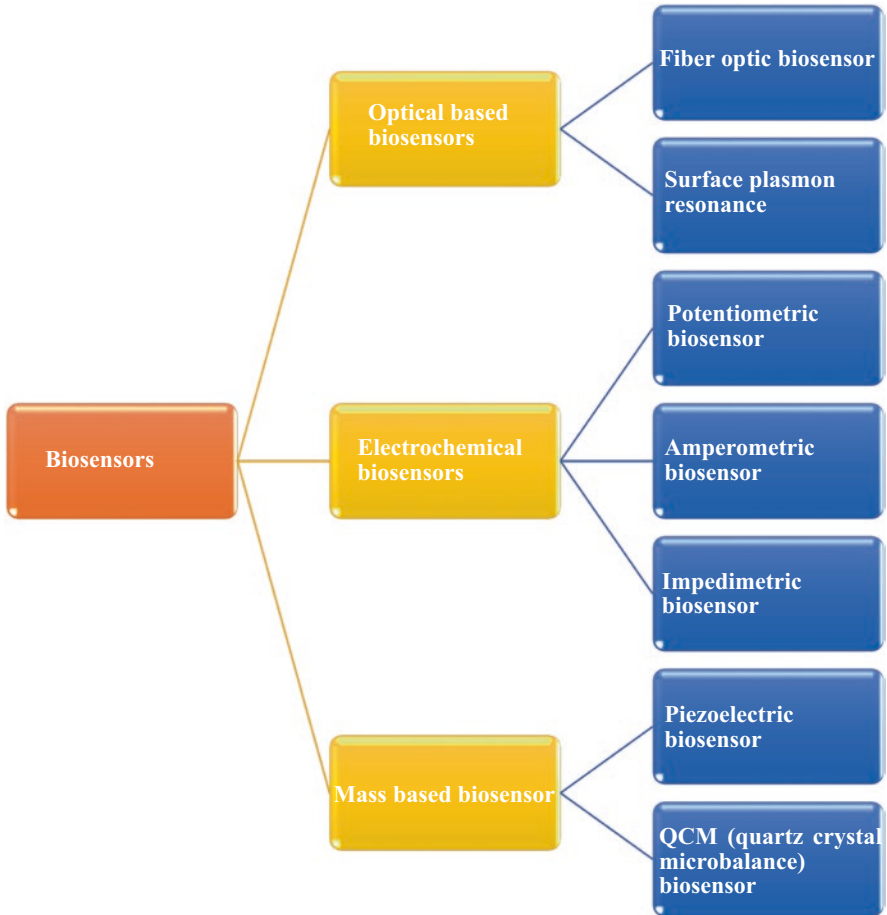 Fiber optic biosensor
Optical based
biosensors
Surface plasmon
resonance
Potentiometric
biosensor
Biosensors
Electrochemical
biosensors
Amperometric
biosensor
Impedimetric
biosensor
Piezoelectric
biosensor
Mass based biosensor
QCM (quartz crystal
microbalance)
biosensor